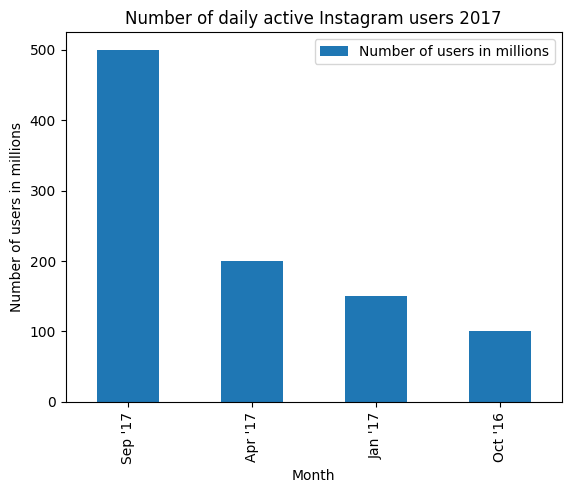 Number of daily active Instagram users 2017
Number of users in millions
Number of users in millions
500
400
300
200
100
0
Sep '17
Apr '17
Jan '17
Oct '16
Month